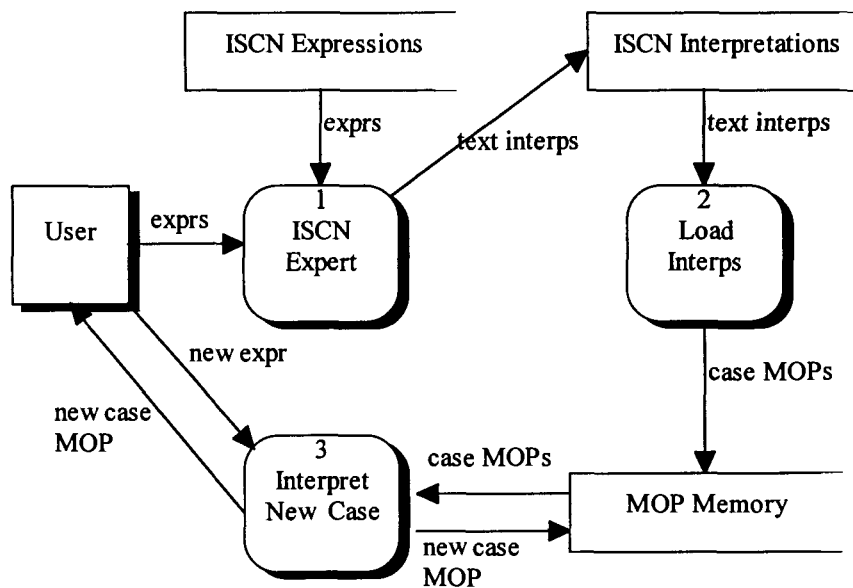 ISCN Expressions
ISCN Interpretations
exprs
text interps
text interps
User
exprs
1
ISCN
Expert
2
Load
Interps
new expr
case MOPs
new case
MOP
3
Interpret
New Case
case MOPs
MOP Memory
new case
MOP